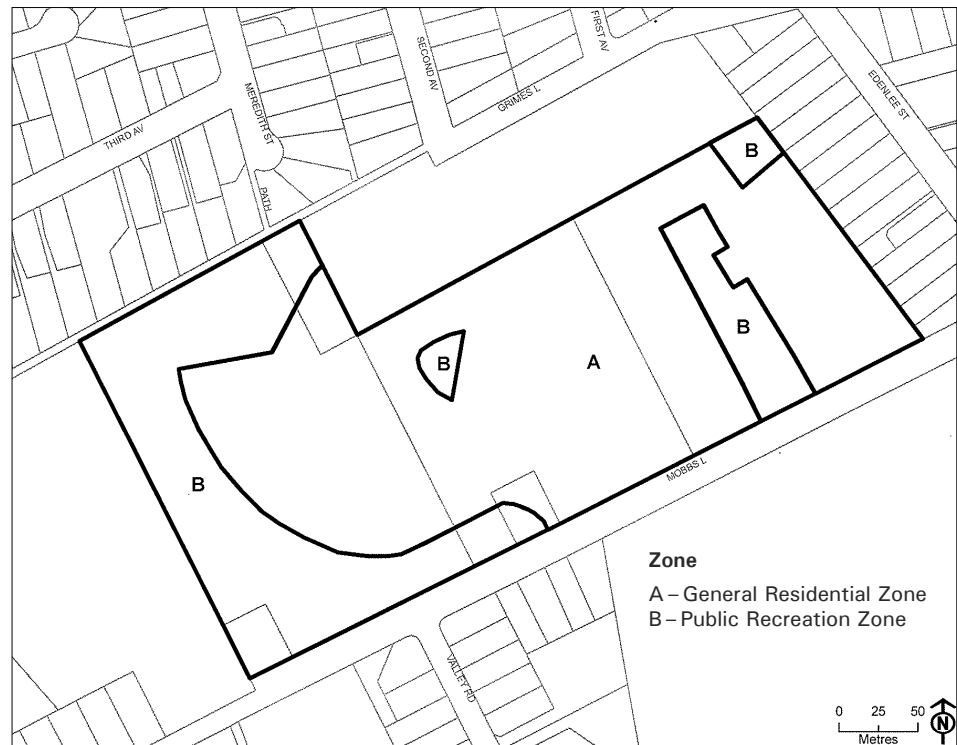 FIRST AV
SECOND AV
EDENLEE ST
MEREDITH ST
GRIMES L
THIRD AV
B
PATH
B
B
A
B
MOBBS L
B
Zone
A – General Residential Zone
B – Public Recreation Zone
VALLEY RD
0 25 50
Metres
N